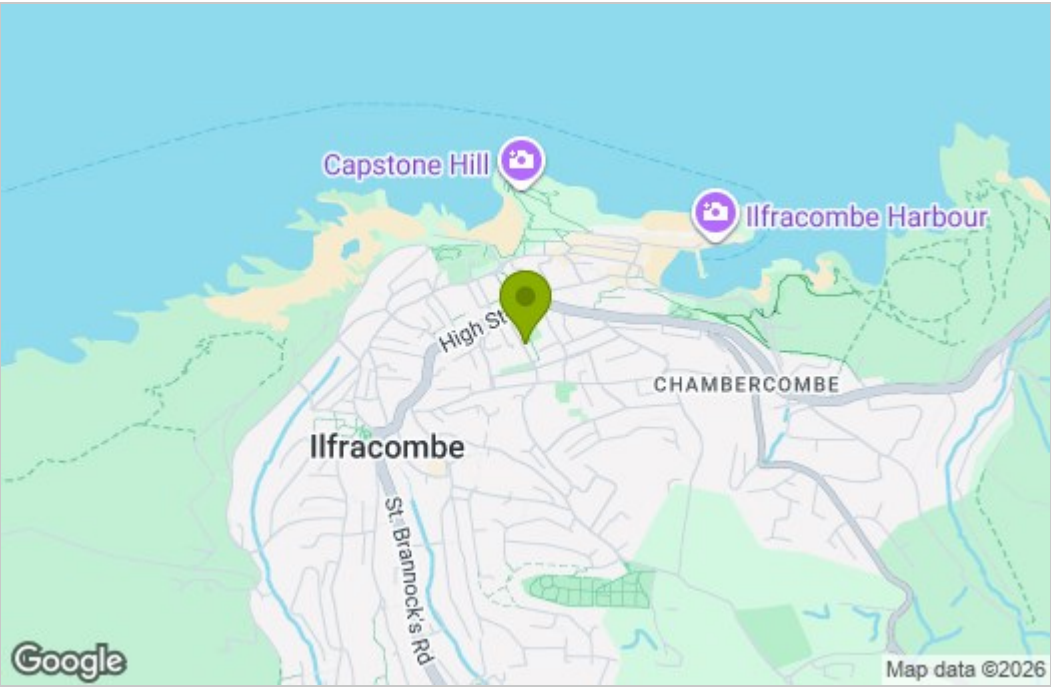 Capstone Hill
Ilfracombe Harbour
High St
CHAMBERCOMBE
Ilfracombe
St. Brannock's Rd
Google
Map data ©2026